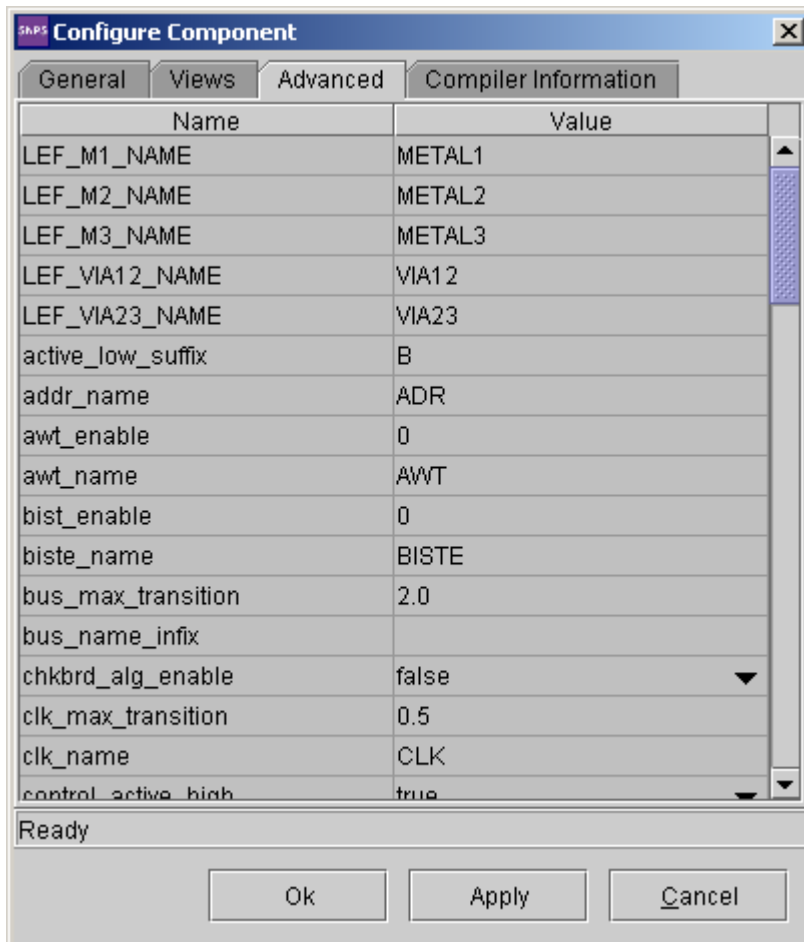 SNPS Configure Component
General Views Advanced Compiler Information
Name Value
LEF_M1_NAME METAL1
LEF_M2_NAME METAL2
LEF_M3_NAME METAL3
LEF_VIA12_NAME VIA12
LEF_VIA23_NAME VIA23
active_low_suffix B
addr_name ADR
awt_enable 0
awt_name AWT
bist_enable 0
biste_name BISTE
bus_max_transition 2.0
bus_name_infix
chkbrd_alg_enable false
clk_max_transition 0.5
clk_name CLK
control_active_high true
Ready
Ok Apply Cancel